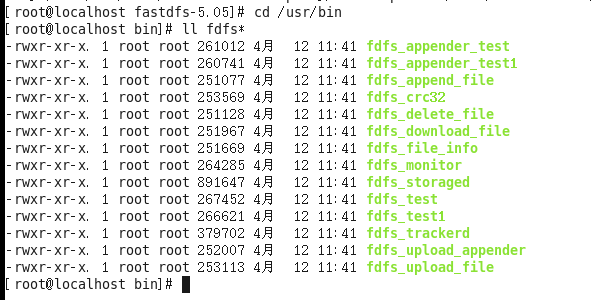 [root@localhost fastdfs-5.05]# cd /usr/bin
[root@localhost bin]# ll fdfs*
-rwxr-xr-x. 1 root root 261012 4月  12 11:41 fdfs_appender_test
-rwxr-xr-x. 1 root root 260741 4月  12 11:41 fdfs_appender_test1
-rwxr-xr-x. 1 root root 251077 4月  12 11:41 fdfs_append_file
-rwxr-xr-x. 1 root root 253569 4月  12 11:41 fdfs_crc32
-rwxr-xr-x. 1 root root 251128 4月  12 11:41 fdfs_delete_file
-rwxr-xr-x. 1 root root 251967 4月  12 11:41 fdfs_download_file
-rwxr-xr-x. 1 root root 251669 4月  12 11:41 fdfs_file_info
-rwxr-xr-x. 1 root root 264285 4月  12 11:41 fdfs_monitor
-rwxr-xr-x. 1 root root 891647 4月  12 11:41 fdfs_storaged
-rwxr-xr-x. 1 root root 267452 4月  12 11:41 fdfs_test
-rwxr-xr-x. 1 root root 266621 4月  12 11:41 fdfs_test1
-rwxr-xr-x. 1 root root 379702 4月  12 11:41 fdfs_trackerd
-rwxr-xr-x. 1 root root 252007 4月  12 11:41 fdfs_upload_appender
-rwxr-xr-x. 1 root root 253113 4月  12 11:41 fdfs_upload_file
[root@localhost bin]#